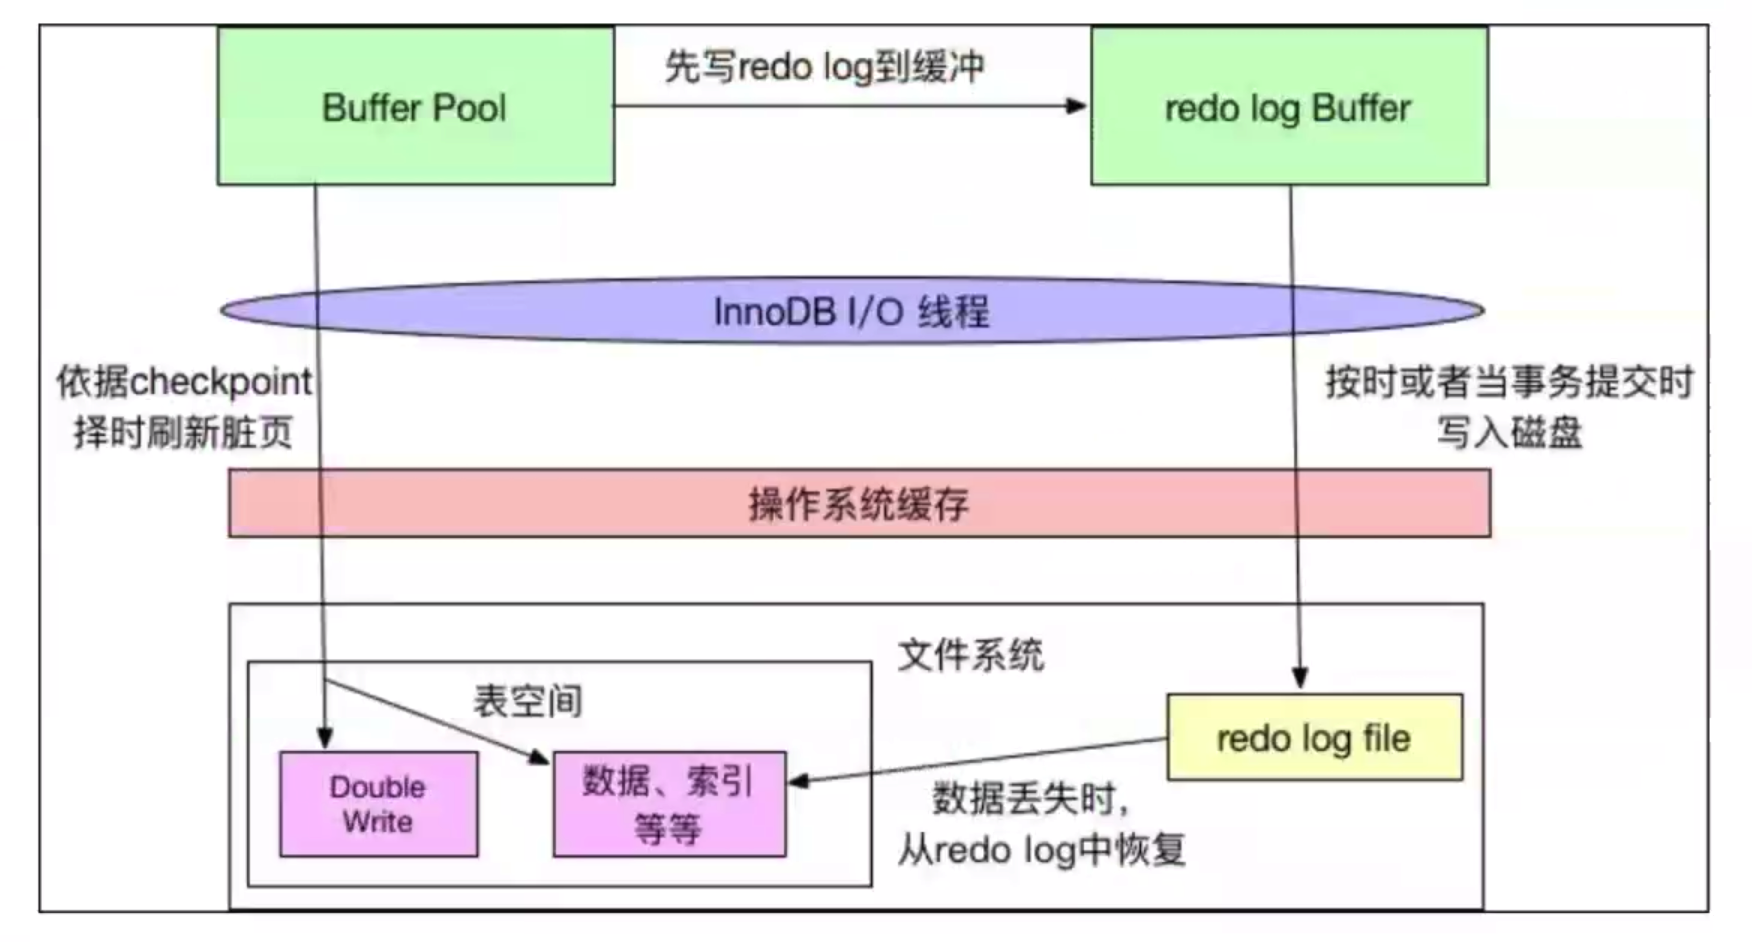 先写redo log到缓冲
Buffer Pool
redo log Buffer
InnoDB I/O 线程
依据checkpoint
择时刷新脏页
按时或者当事务提交时
写入磁盘
操作系统缓存
文件系统
表空间
Double
Write
数据、索引
等等
redo log file
数据丢失时,
从redo log中恢复